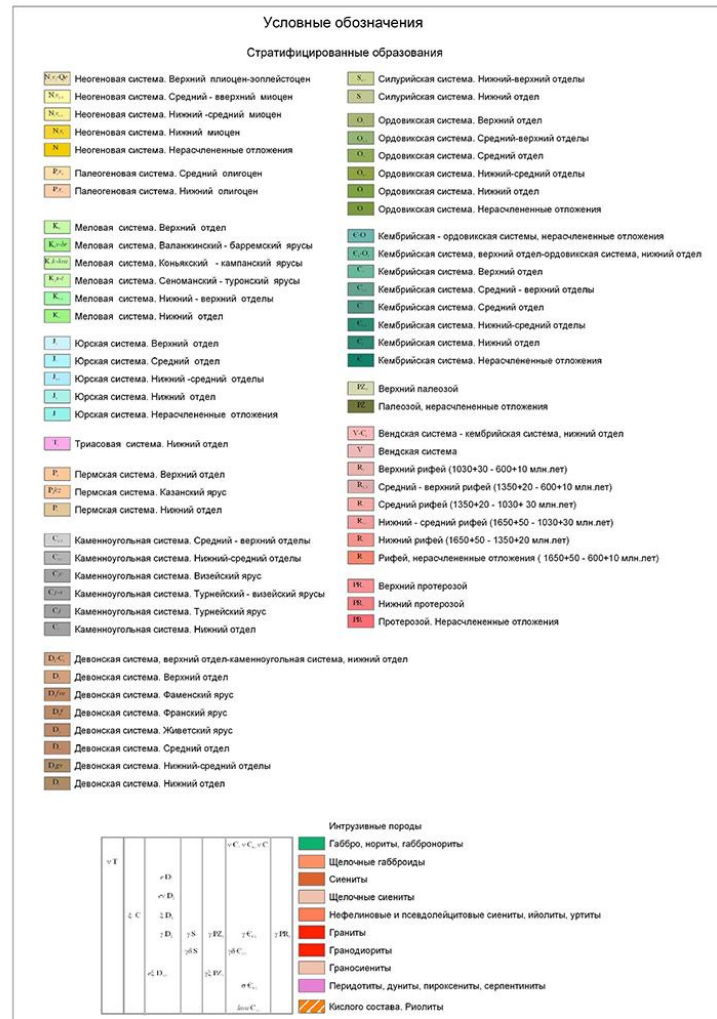 Условные обозначения
Стратифицированные образования
Неогеновая система. Верхний плиоцен-эоплейстоцен
Неогеновая система. Средний - вверхний миоцен
Неогеновая система. Нижний -средний миоцен
Неогеновая система. Нижний миоцен
Неогеновая система. Нерасчлененные отложения
Палеогеновая система. Средний олигоцен
Палеогеновая система. Нижний олигоцен
Меловая система. Верхний отдел
Меловая система. Валанжинский - барремский ярусы
Меловая система. Коньякский - кампанский ярусы
Меловая система. Сеноманский - туронский ярусы
Меловая система. Нижний - верхний отделы
Меловая система. Нижний отдел
Юрская система. Верхний отдел
Юрская система. Средний отдел
Юрская система. Нижний -средний отделы
Юрская система. Нижний отдел
J Юрская система. Нерасчлененные отложения
Триасовая система. Нижний отдел
Пермская система. Верхний отдел
Пермская система. Казанский ярус
Пермская система. Нижний отдел
Каменноугольная система. Средний - верхний отделы
Каменноугольная система. Нижний-средний отделы
Каменноугольная система. Визейский ярус
Каменноугольная система. Турнейский - визейский ярусы
Каменноугольная система. Турнейский ярус
Каменноугольная система. Нижний отдел
Девонская система, верхний отдел-каменноугольная система, нижний отдел
Девонская система. Верхний отдел
Девонская система. Фаменский ярус
Девонская система. Франский ярус
Девонская система. Живетский ярус
Девонская система. Средний отдел
Девонская система. Нижний-средний отделы
Девонская система. Нижний отдел
Силурийская система. Нижний-верхний отделы
Силурийская система. Нижний отдел
Ордовикская система. Верхний отдел
Ордовикская система. Средний-верхний отделы
Ордовикская система. Средний отдел
Ордовикская система. Нижний-средний отделы
Ордовикская система. Нижний отдел
O Ордовикская система. Нерасчлененные отложения
Є-O Кембрийская - ордовикская системы, нерасчлененные отложения
Кембрийская система, верхний отдел-ордовикская система, нижний отдел
Кембрийская система. Верхний отдел
Кембрийская система. Средний - верхний отделы
Кембрийская система. Средний отдел
Кембрийская система. Нижний-средний отделы
Кембрийская система. Нижний отдел
Кембрийская система. Нерасчлененные отложения
Верхний палеозой
PZ Палеозой, нерасчлененные отложения
Вендская система - кембрийская система, нижний отдел
V Вендская система
Верхний рифей (1030+30 - 600+10 млн.лет)
Средний - верхний рифей (1350+20 - 600+10 млн.лет)
Средний рифей (1350+20 - 1030+ 30 млн.лет)
Нижний - средний рифей (1650+50 - 1030+30 млн.лет)
Нижний рифей (1650+50 - 1350+20 млн.лет)
R Рифей, нерасчлененные отложения ( 1650+50 - 600+10 млн.лет)
Верхний протерозой
Нижний протерозой
PR Протерозой. Нерасчлененные отложения
Интрузивные породы
Габбро, нориты, габбронориты
Щелочные габброиды
Сиениты
Щелочные сиениты
Нефелиновые и псевдолейцитовые сиениты, ийолиты, уртиты
Граниты
Гранодиориты
Граносиениты
Перидотиты, дуниты, пироксениты, серпентиниты
Кислого состава. Риолиты